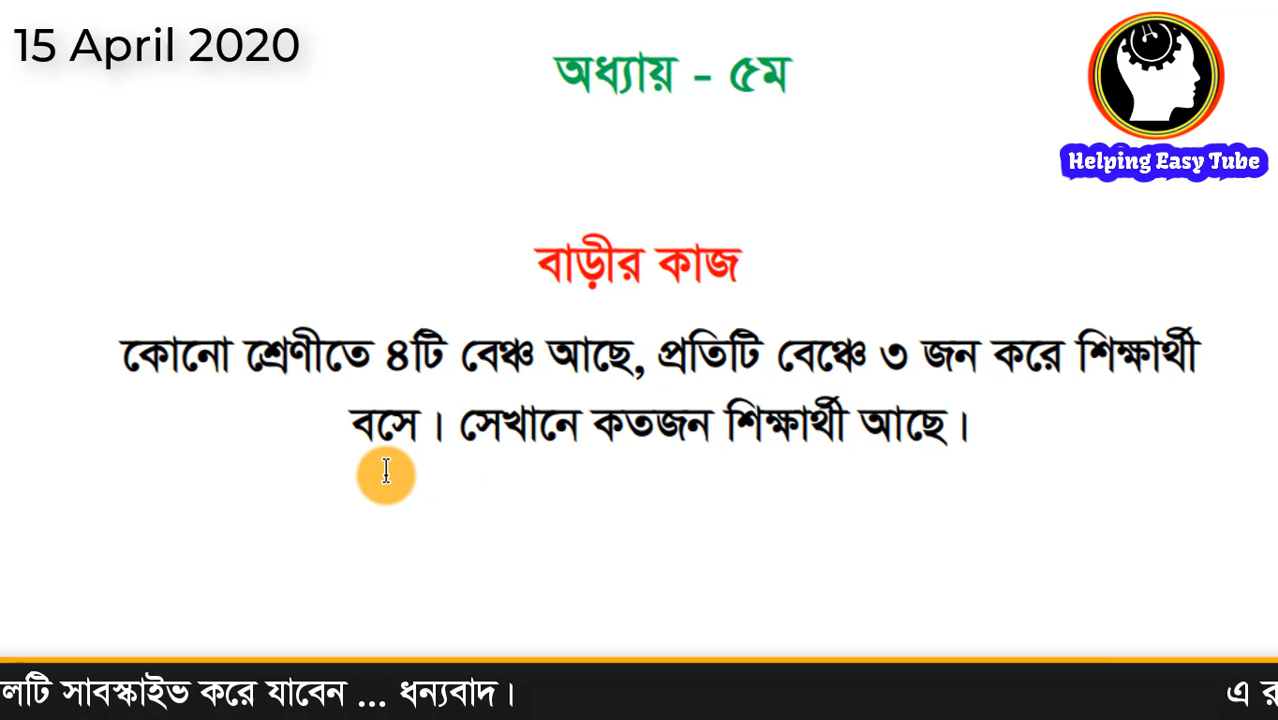 15 April 2020
অধ্যায় - ৫ম
Helping Easy Tube
বাড়ীর কাজ
কোনো শ্রেণীতে ৪টি বেঞ্চ আছে, প্রতিটি বেঞ্চে ৩ জন করে শিক্ষার্থী
বসে। সেখানে কতজন শিক্ষার্থী আছে।
লটি সাবস্কাইভ করে যাবেন ... ধন্যবাদ। এ